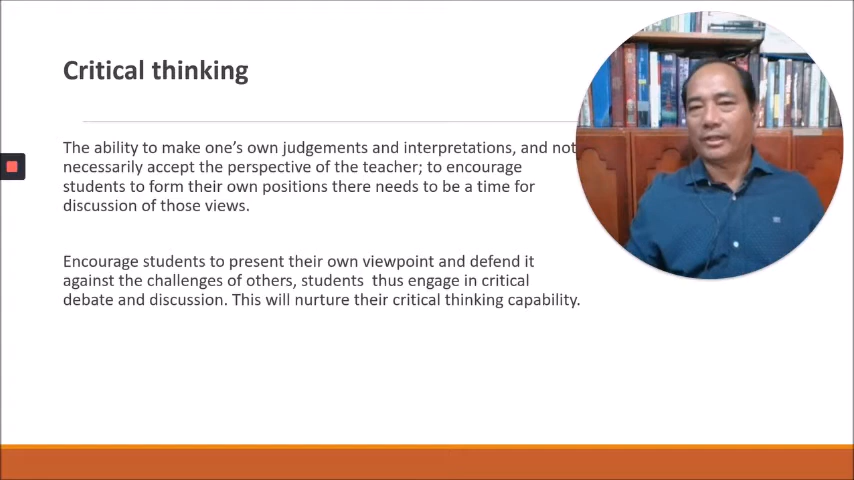 Critical thinking
The ability to make one's own judgements and interpretations, and not
necessarily accept the perspective of the teacher; to encourage
students to form their own positions there needs to be a time for
discussion of those views.
Encourage students to present their own viewpoint and defend it
against the challenges of others, students  thus engage in critical
debate and discussion. This will nurture their critical thinking capability.